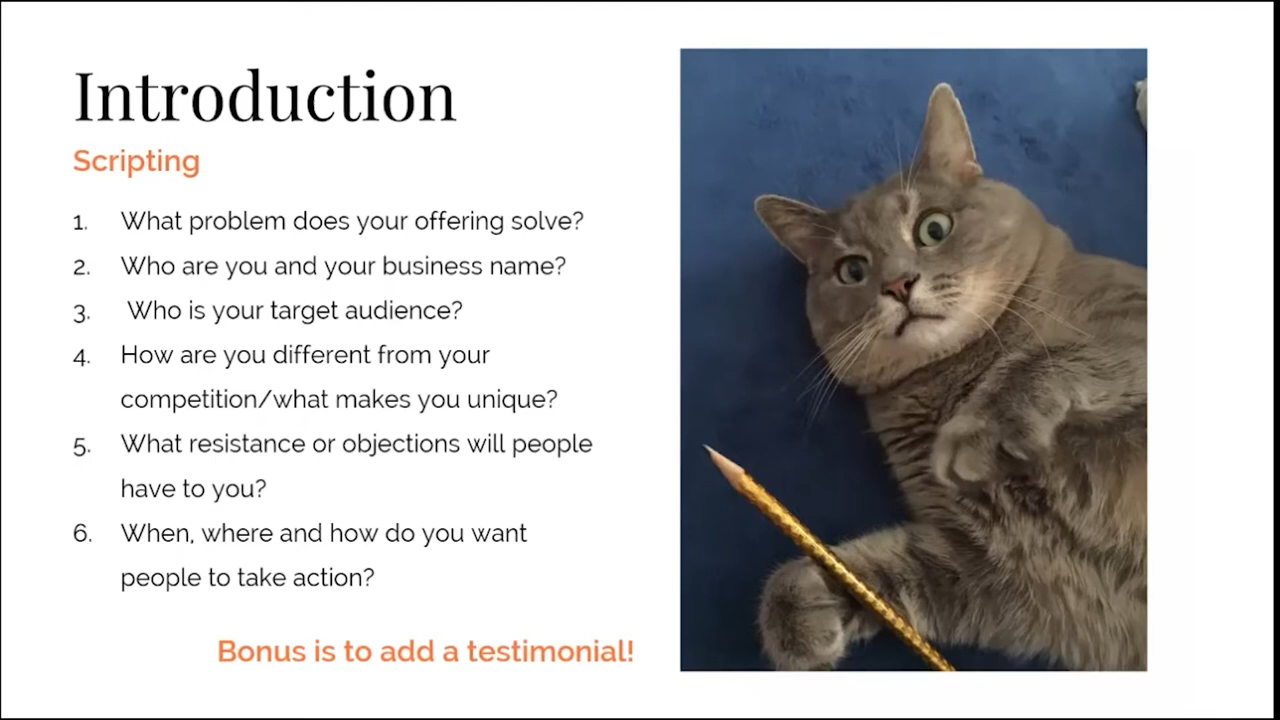 Introduction
Scripting
1. What problem does your offering solve?
2. Who are you and your business name?
3. Who is your target audience?
4. How are you different from your
competition/what makes you unique?
5. What resistance or objections will people
have to you?
6. When, where and how do you want
people to take action?
Bonus is to add a testimonial!